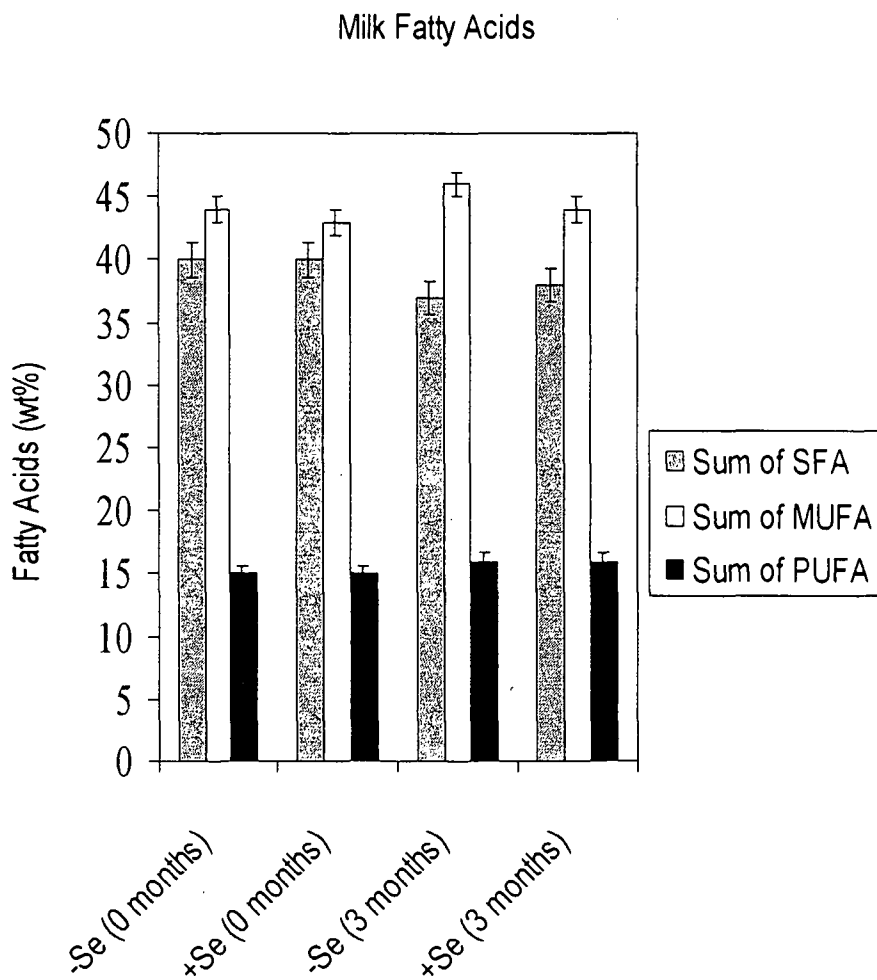 Milk Fatty Acids
Fatty Acids (wt%)
50
45
40
35
30
25
20
15
10
5
0
-Se (0 months)
+Se (0 months)
-Se (3 months)
+Se (3 months)
Sum of SFA
Sum of MUFA
Sum of PUFA